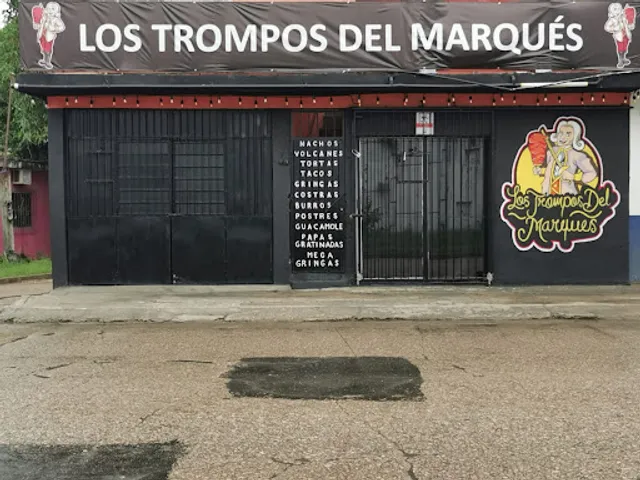 LOS TROMPOS DEL MARQUÉS
NACHOS
VOLCANES
TORTAS
TACOS
GRINGAS
COSTRAS
BURROS
POSTRES
GUACAMOLE
PAPAS
GRATINADAS
MEGA
GRINGAS
Los Trompos Del
Marques